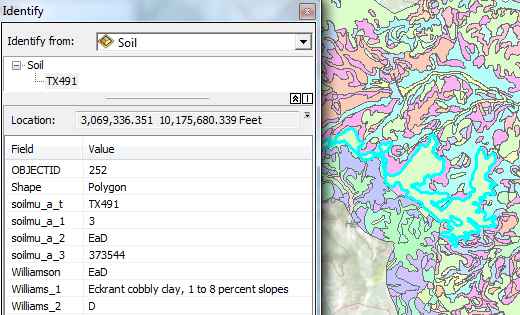 Identify
Identify from: Soil
Soil
TX491
Location: 3,069,336.351 10,175,680.339 Feet
Field Value
OBJECTID 252
Shape Polygon
soilmu_a_t TX491
soilmu_a_1 3
soilmu_a_2 EaD
soilmu_a_3 373544
Williamson EaD
Williams_1 Eckrant cobbly clay, 1 to 8 percent slopes
Williams_2 D